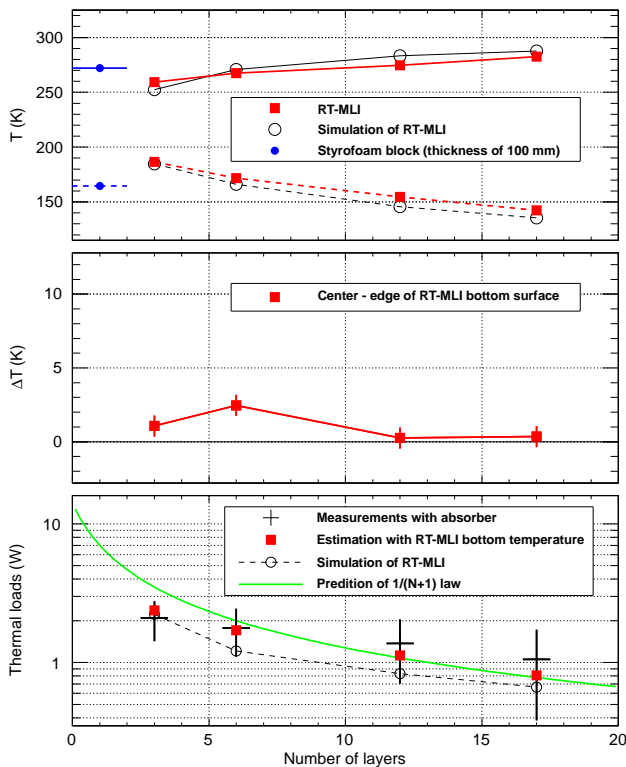 300
250
200
150
T (K)
RT-MLI
Simulation of RT-MLI
Styrofoam block (thickness of 100 mm)
10
5
0
ΔT (K)
Center - edge of RT-MLI bottom surface
10
1
Thermal loads (W)
Measurements with absorber
Estimation with RT-MLI bottom temperature
Simulation of RT-MLI
Predition of 1/(N+1) law
0 5 10 15 20
Number of layers